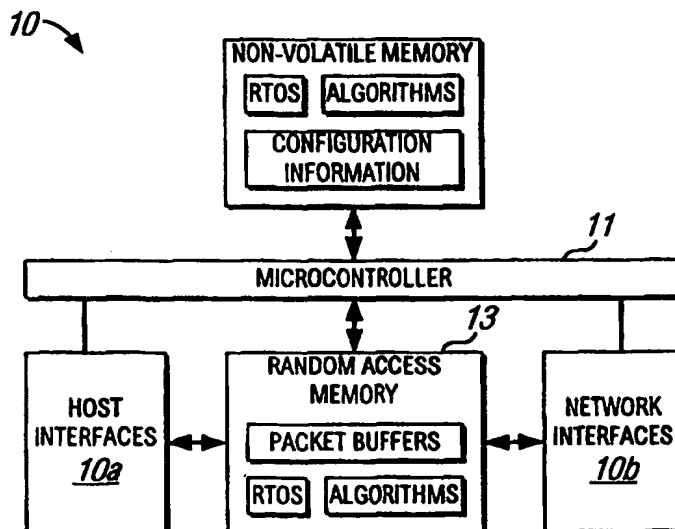 10
NON-VOLATILE MEMORY
RTOS
ALGORITHMS
CONFIGURATION
INFORMATION
11
MICROCONTROLLER
13
HOST
INTERFACES
10a
RANDOM ACCESS
MEMORY
PACKET BUFFERS
RTOS
ALGORITHMS
NETWORK
INTERFACES
10b